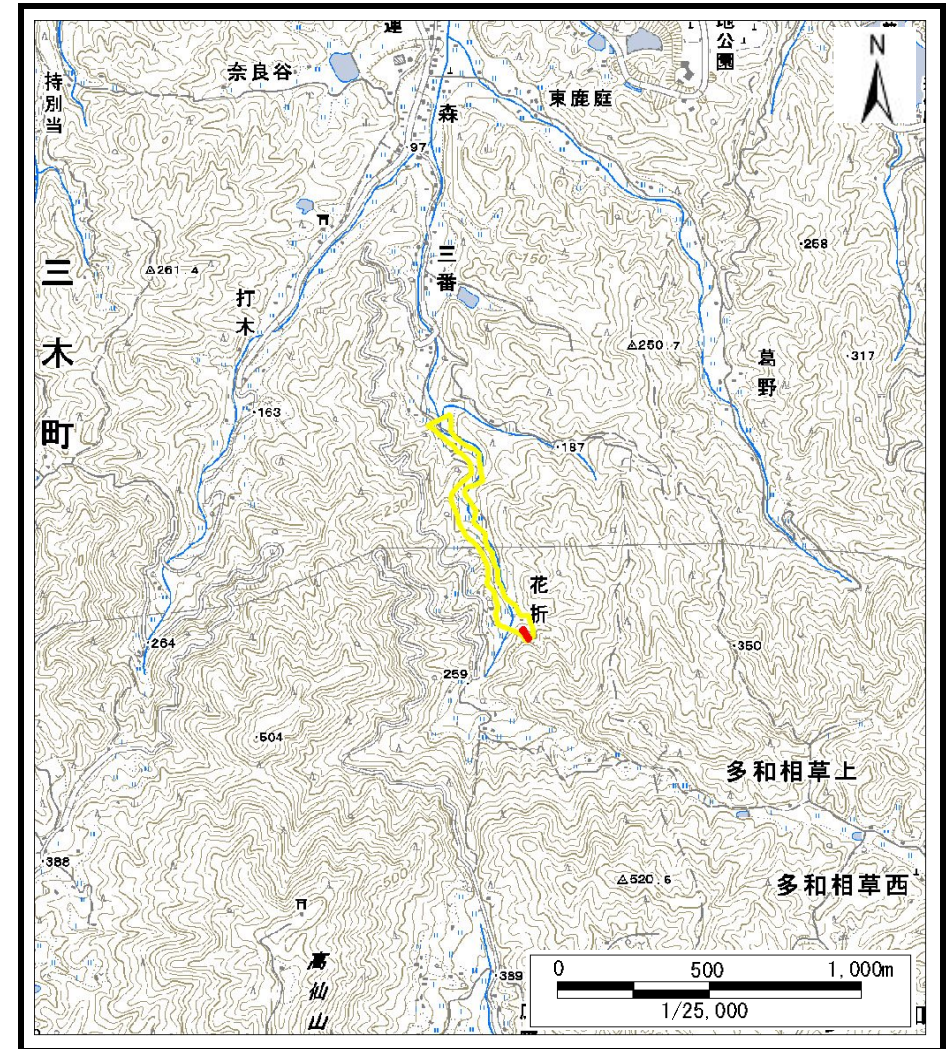 地公園
N
奈良谷
持別当
東鹿庭
森
97
三番
258
三木町
261.4
打木
250.7
葛野
317
163
187
250
150
花折
264
350
259
504
多和相草上
388
520.6
多和相草西
500
高仙山
389
0 500 1,000m
1/25,000